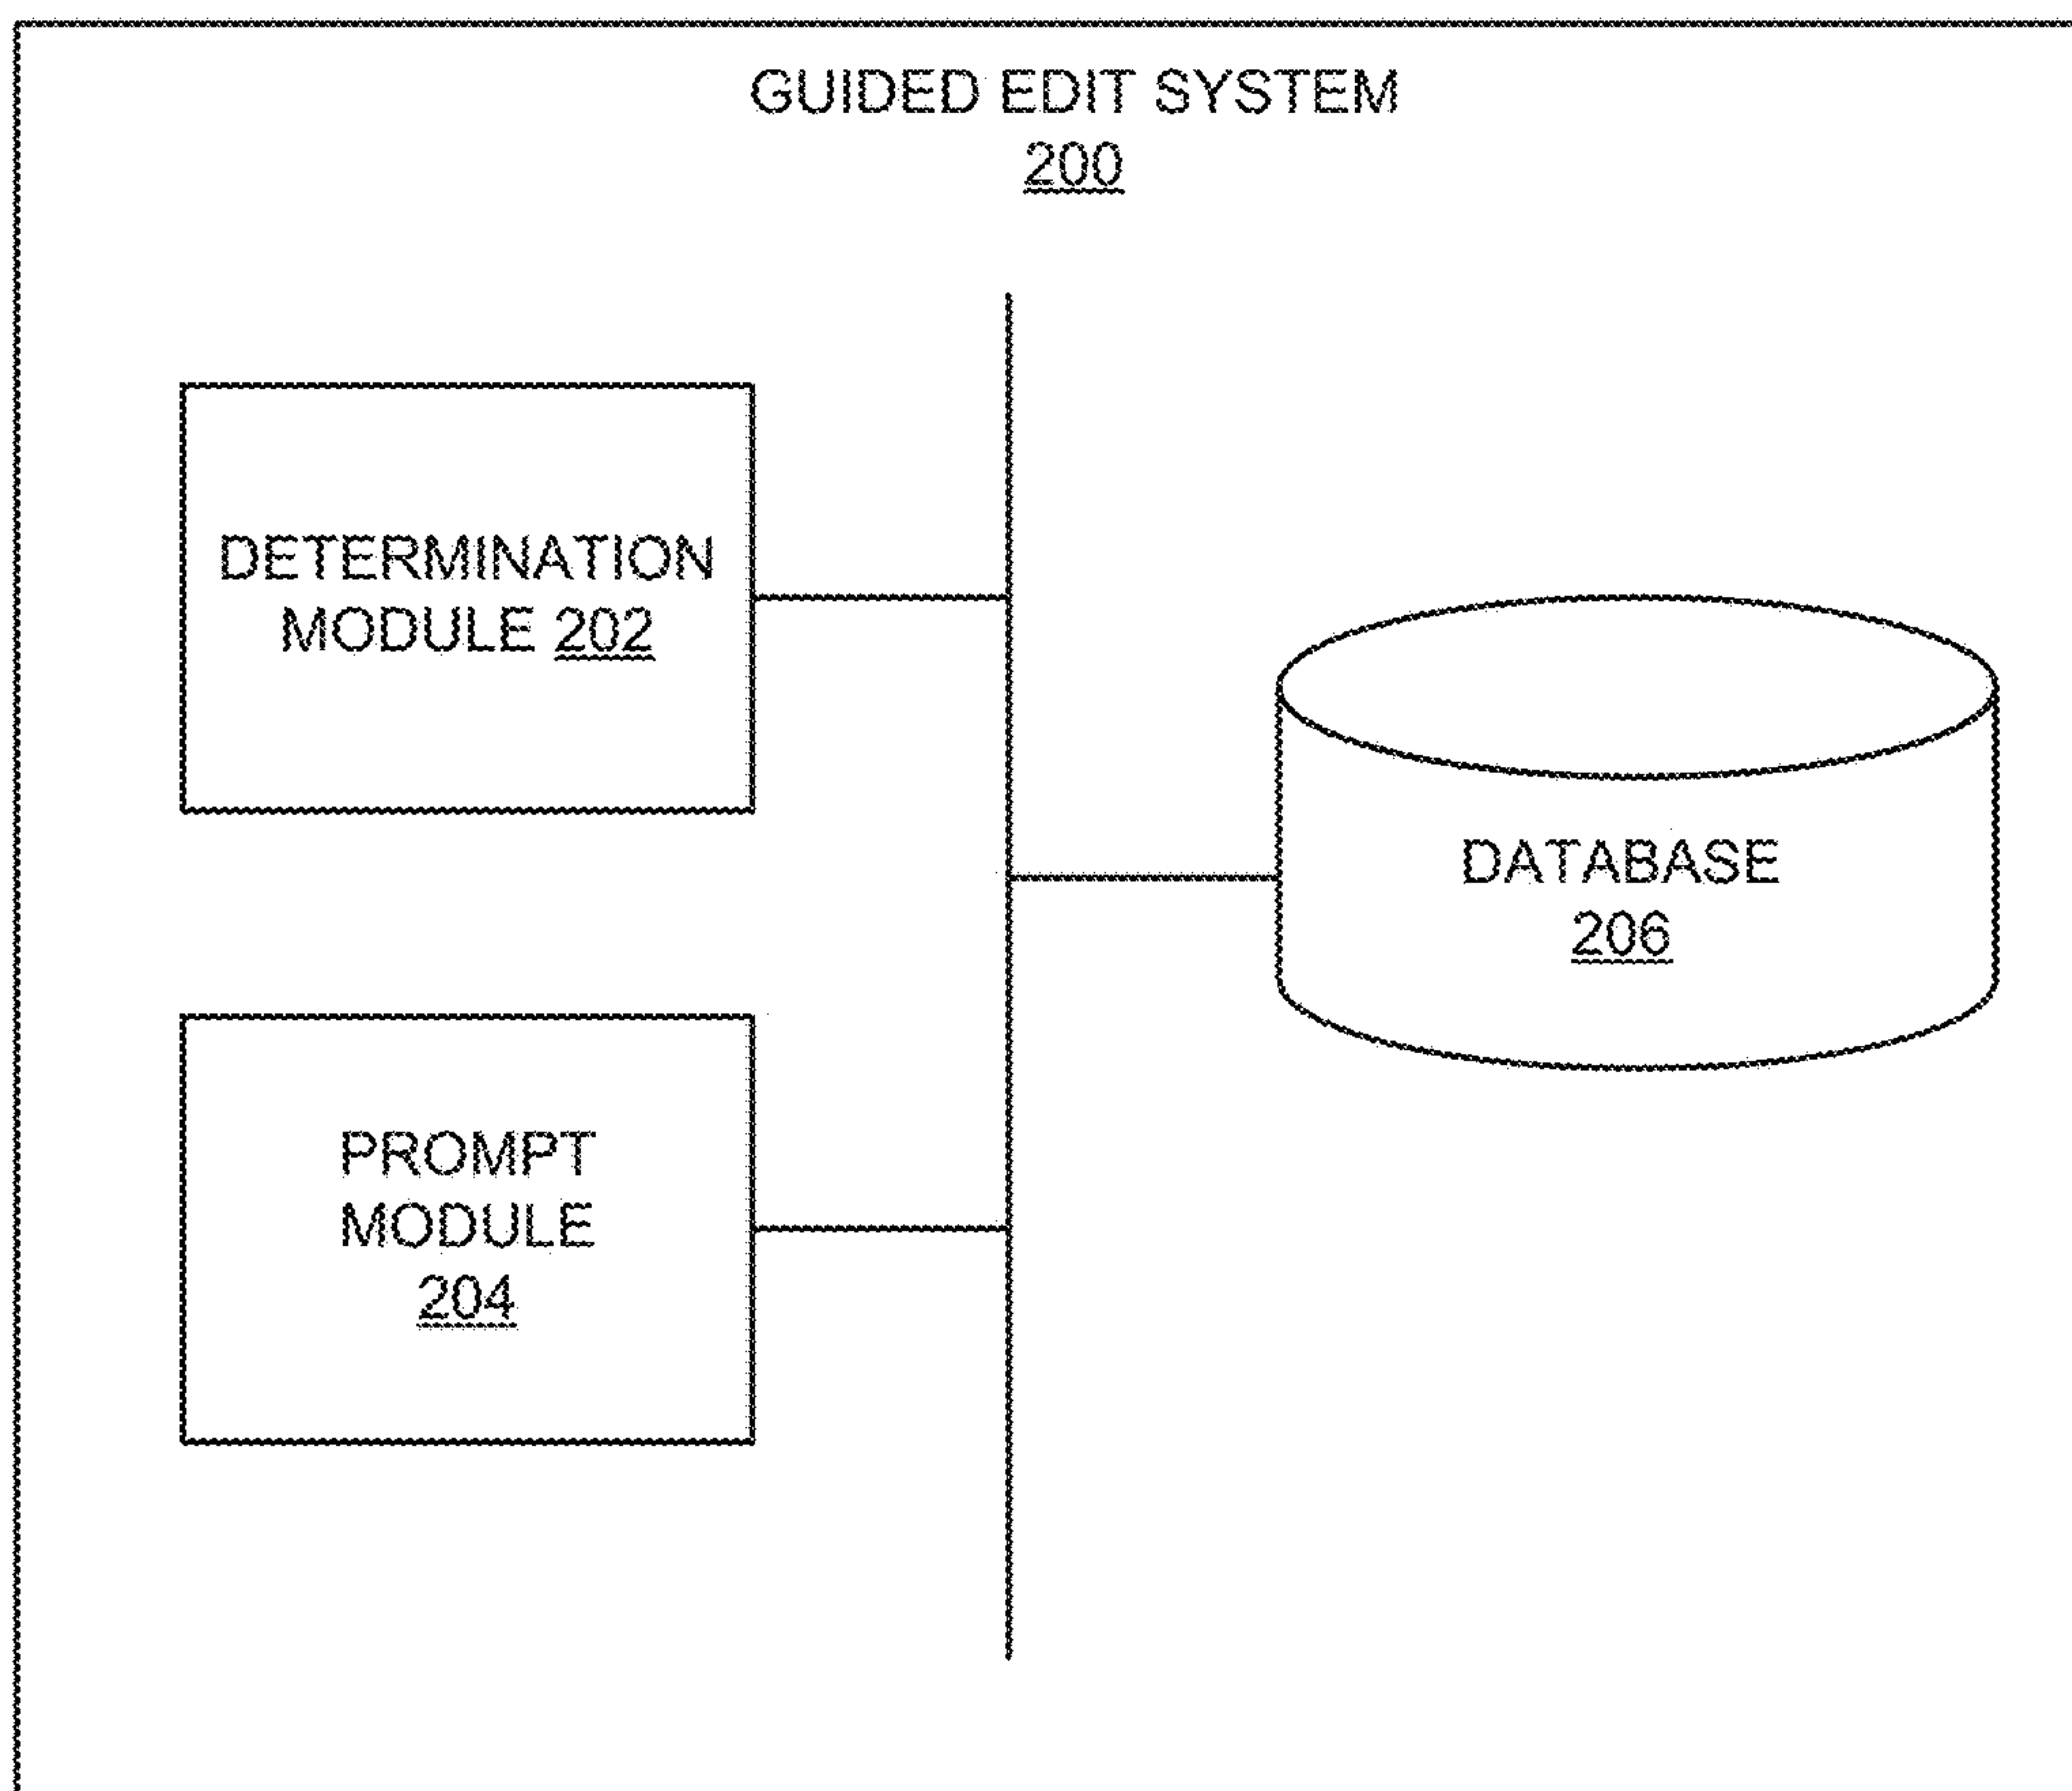 GUIDED EDIT SYSTEM
200
DETERMINATION
MODULE 202
DATABASE
206
PROMPT
MODULE
204